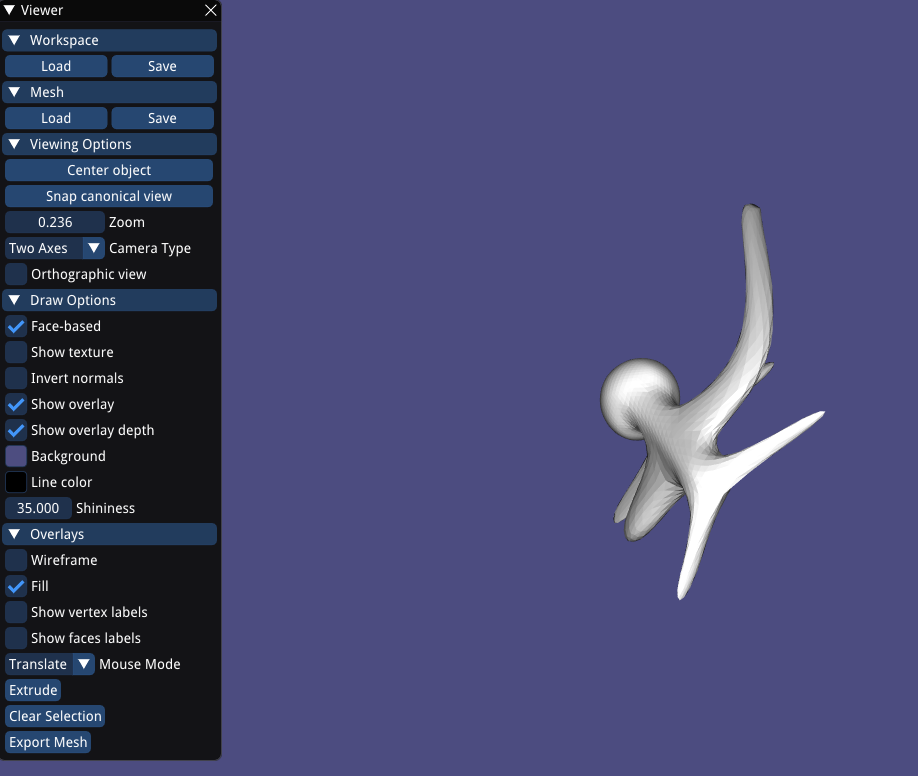 Viewer
Workspace
Load Save
Mesh
Load Save
Viewing Options
Center object
Snap canonical view
0.236 Zoom
Two Axes Camera Type
Orthographic view
Draw Options
Face-based
Show texture
Invert normals
Show overlay
Show overlay depth
Background
Line color
35.000 Shininess
Overlays
Wireframe
Fill
Show vertex labels
Show faces labels
Translate Mouse Mode
Extrude
Clear Selection
Export Mesh